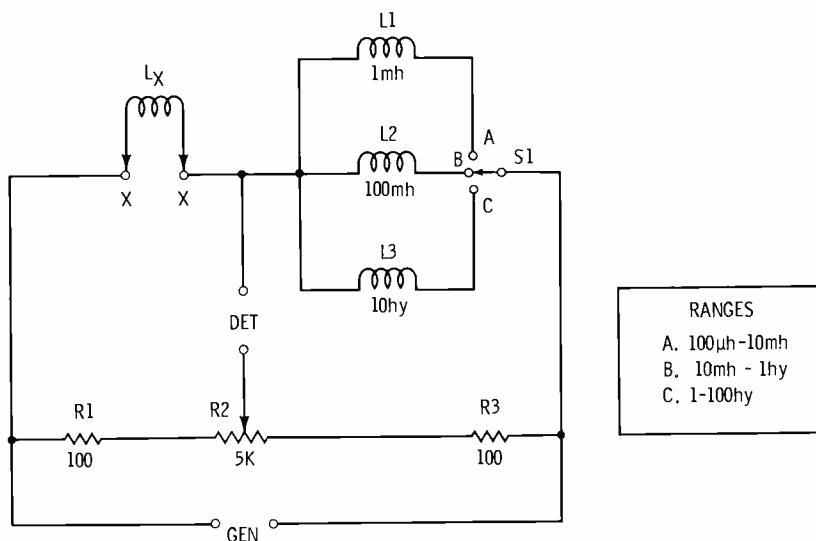 L1
1mh
LX
L2
100mh
A
B
S1
C
L3
10hy
DET
X
X
R1
100
R2
5K
R3
100
GEN
RANGES
A. 100µh-10mh
B. 10mh - 1hy
C. 1-100hy